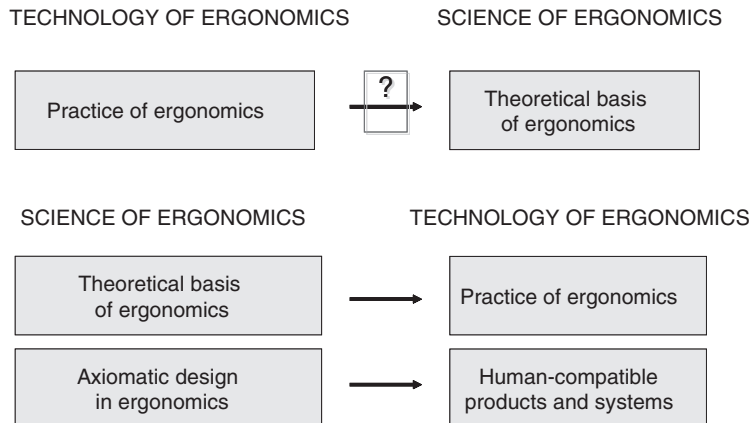 TECHNOLOGY OF ERGONOMICS
SCIENCE OF ERGONOMICS
Practice of ergonomics
?
Theoretical basis
of ergonomics
SCIENCE OF ERGONOMICS
TECHNOLOGY OF ERGONOMICS
Theoretical basis
of ergonomics
Practice of ergonomics
Axiomatic design
in ergonomics
Human-compatible
products and systems